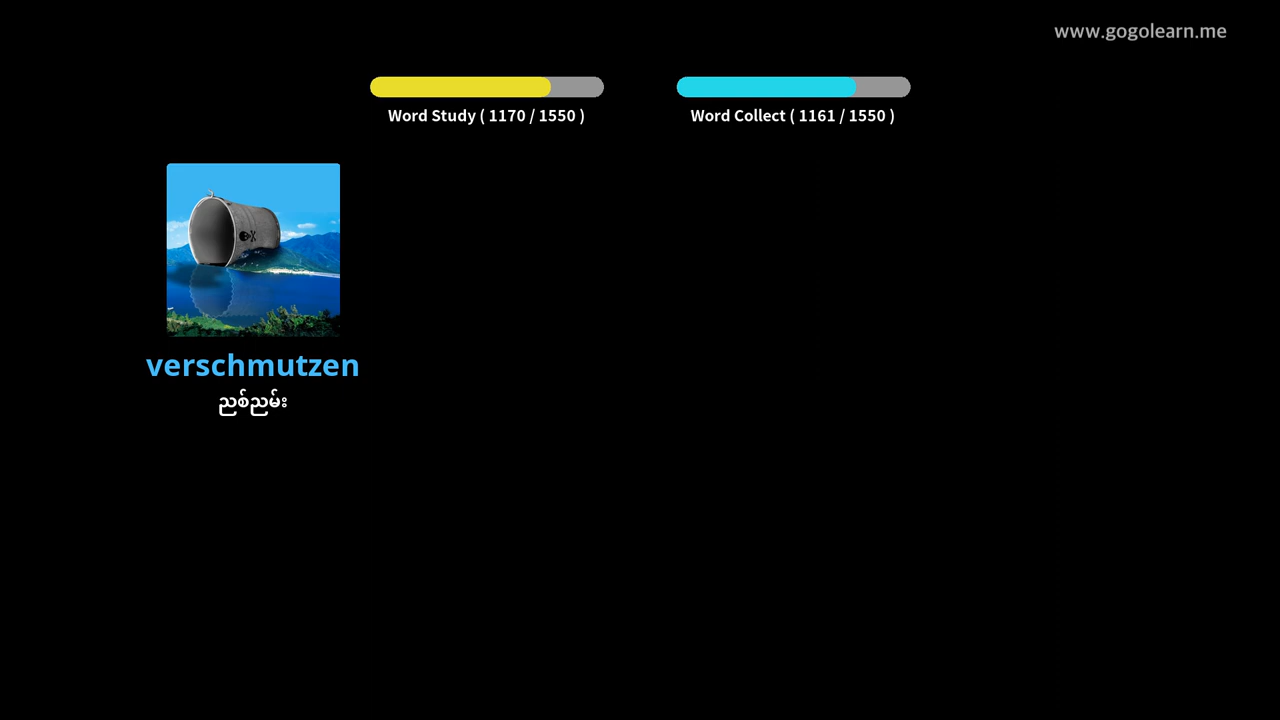 www.gogolearn.me
Word Study ( 1170 / 1550 )
Word Collect ( 1161 / 1550 )
verschmutzen
ညစ်ညမ်း